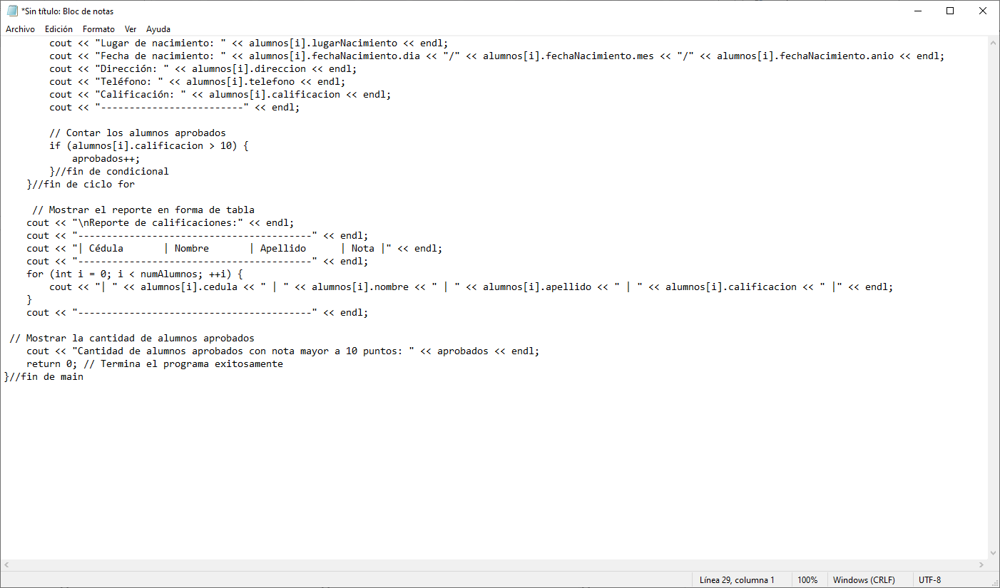 *Sin título: Bloc de notas
Archivo Edición Formato Ver Ayuda
        cout << "Lugar de nacimiento: " << alumnos[i].lugarNacimiento << endl;
        cout << "Fecha de nacimiento: " << alumnos[i].fechaNacimiento.dia << "/" << alumnos[i].fechaNacimiento.mes << "/" << alumnos[i].fechaNacimiento.anio << endl;
        cout << "Dirección: " << alumnos[i].direccion << endl;
        cout << "Teléfono: " << alumnos[i].telefono << endl;
        cout << "Calificación: " << alumnos[i].calificacion << endl;
        cout << "-------------------------" << endl;

        // Contar los alumnos aprobados
        if (alumnos[i].calificacion > 10) {
            aprobados++;
        }//fin de condicional
    }//fin de ciclo for

     // Mostrar el reporte en forma de tabla
    cout << "\nReporte de calificaciones:" << endl;
    cout << "-----------------------------------------" << endl;
    cout << "| Cédula       | Nombre       | Apellido      | Nota |" << endl;
    cout << "-----------------------------------------" << endl;
    for (int i = 0; i < numAlumnos; ++i) {
        cout << "| " << alumnos[i].cedula << " | " << alumnos[i].nombre << " | " << alumnos[i].apellido << " | " << alumnos[i].calificacion << " |" << endl;
    }
    cout << "-----------------------------------------" << endl;

 // Mostrar la cantidad de alumnos aprobados
    cout << "Cantidad de alumnos aprobados con nota mayor a 10 puntos: " << aprobados << endl;
    return 0; // Termina el programa exitosamente
}//fin de main
Línea 29, columna 1 100% Windows (CRLF) UTF-8